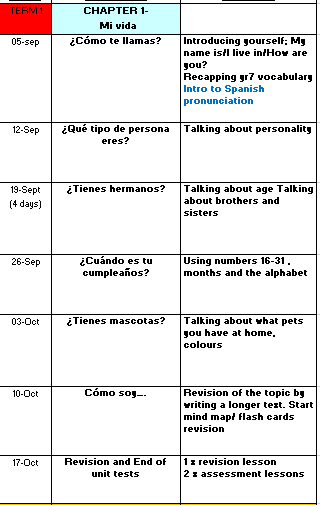 TERM 1
CHAPTER 1-
Mi vida
05-sep
¿Cómo te llamas?
Introducing yourself; My
name is/I live in/How are
you?
Recapping yr7 vocabulary
Intro to Spanish
pronunciation
12-Sep
¿Qué tipo de persona
eres?
Talking about personality
19-Sept
(4 days)
¿Tienes hermanos?
Talking about age Talking
about brothers and
sisters
26-Sep
¿Cuándo es tu
cumpleaños?
Using numbers 16-31 ,
months and the alphabet
03-Oct
¿Tienes mascotas?
Talking about what pets
you have at home,
colours
10-Oct
Cómo soy....
Revision of the topic by
writing a longer text. Start
mind map/ flash cards
revision
17-Oct
Revision and End of
unit tests
1 x revision lesson
2 x assessment lessons